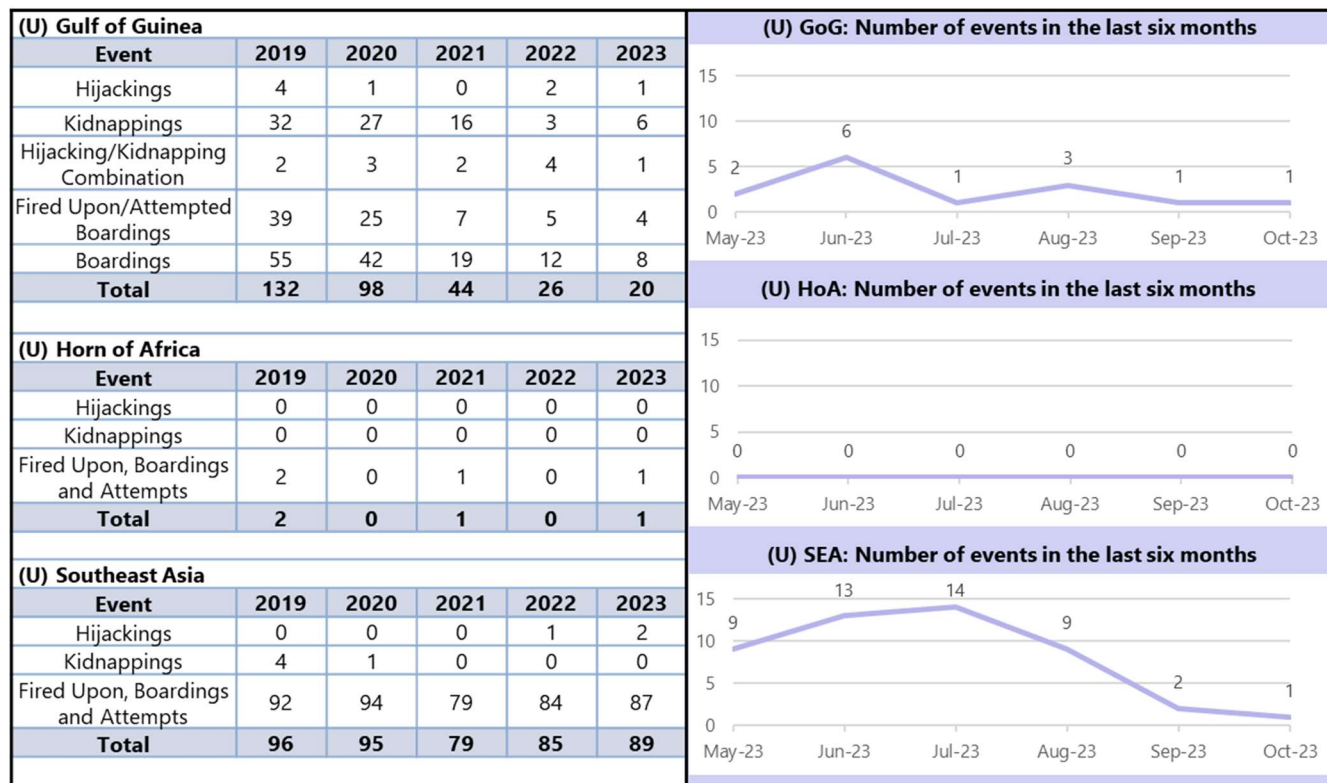 (U) Gulf of Guinea
Event 2019 2020 2021 2022 2023
Hijackings 4 1 0 2 1
Kidnappings 32 27 16 3 6
Hijacking/Kidnapping
Combination 2 3 2 4 1
Fired Upon/Attempted
Boardings 39 25 7 5 4
Boardings 55 42 19 12 8
Total 132 98 44 26 20
(U) Horn of Africa
Event 2019 2020 2021 2022 2023
Hijackings 0 0 0 0 0
Kidnappings 0 0 0 0 0
Fired Upon, Boardings
and Attempts 2 0 1 0 1
Total 2 0 1 0 1
(U) Southeast Asia
Event 2019 2020 2021 2022 2023
Hijackings 0 0 0 1 2
Kidnappings 4 1 0 0 0
Fired Upon, Boardings
and Attempts 92 94 79 84 87
Total 96 95 79 85 89
(U) GoG: Number of events in the last six months
15
10
5
0
2 6 1 3 1 1
May-23 Jun-23 Jul-23 Aug-23 Sep-23 Oct-23
(U) HoA: Number of events in the last six months
15
10
5
0
0 0 0 0 0 0
May-23 Jun-23 Jul-23 Aug-23 Sep-23 Oct-23
(U) SEA: Number of events in the last six months
15
10
5
0
9 13 14 9 2 1
May-23 Jun-23 Jul-23 Aug-23 Sep-23 Oct-23